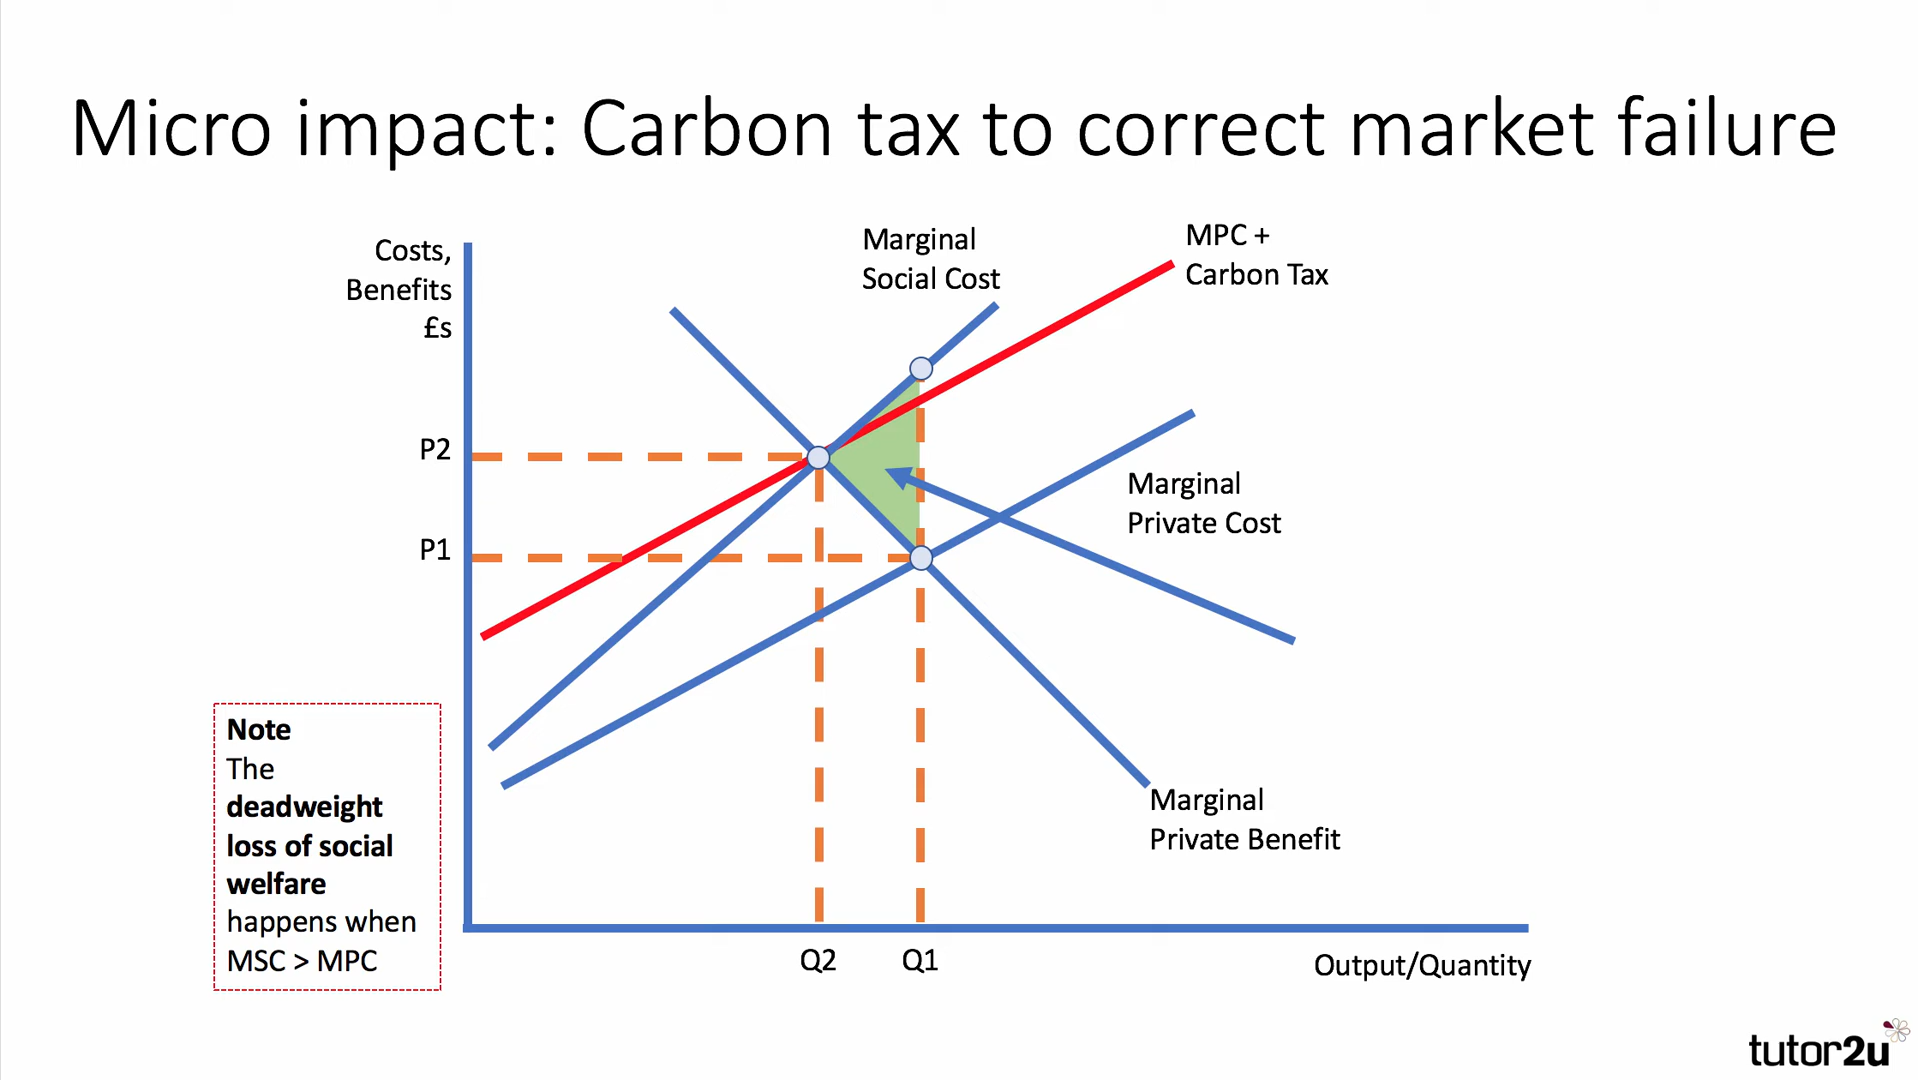 Micro impact: Carbon tax to correct market failure
Costs,
Benefits
£s
Marginal
Social Cost
MPC +
Carbon Tax
P2
P1
Marginal
Private Cost
Marginal
Private Benefit
Note
The
deadweight
loss of social
welfare
happens when
MSC > MPC
Q2
Q1
Output/Quantity
tutor2u